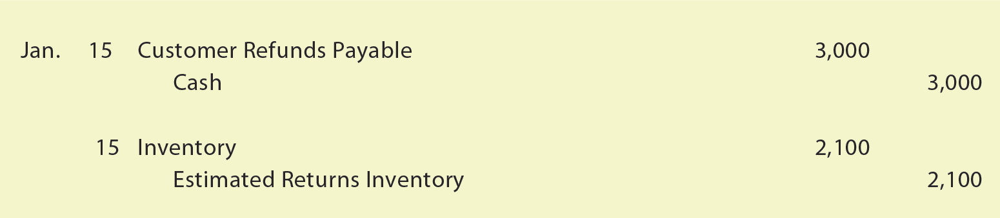 Jan. 15 Customer Refunds Payable 3,000
Cash 3,000
15 Inventory 2,100
Estimated Returns Inventory 2,100